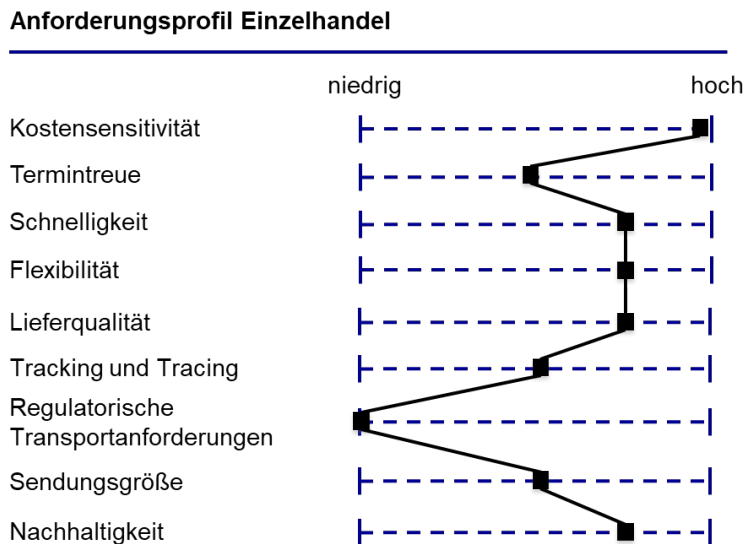 Anforderungsprofil Einzelhandel
niedrig hoch
Kostensensitivität
Termintreue
Schnelligkeit
Flexibilität
Lieferqualität
Tracking und Tracing
Regulatorische
Transportanforderungen
Sendungsgröße
Nachhaltigkeit